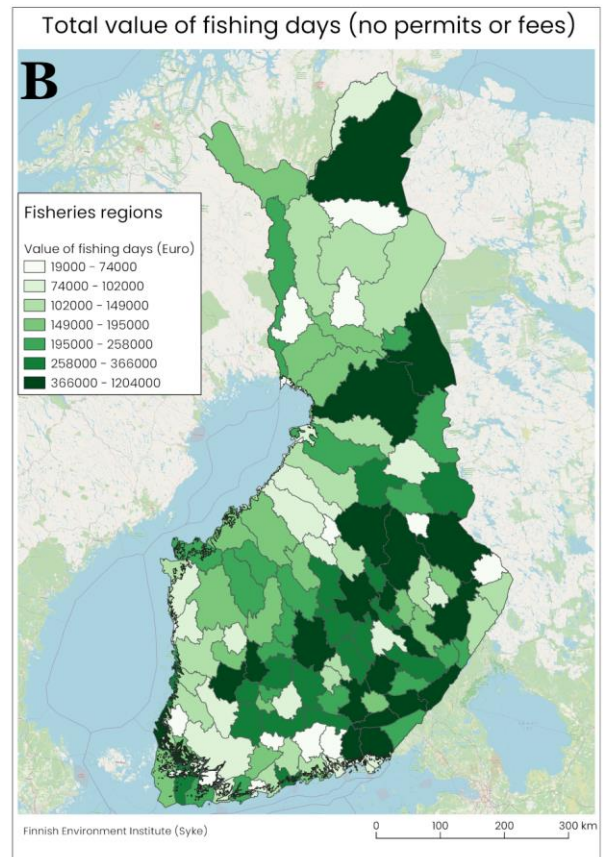 Total value of fishing days (no permits or fees)
B
Fisheries regions
Value of fishing days (Euro)
19000 - 74000
74000 - 102000
102000 - 149000
149000 - 195000
195000 - 258000
258000 - 366000
366000 - 1204000
Finnish Environment Institute (Syke)
0 100 200 300 km